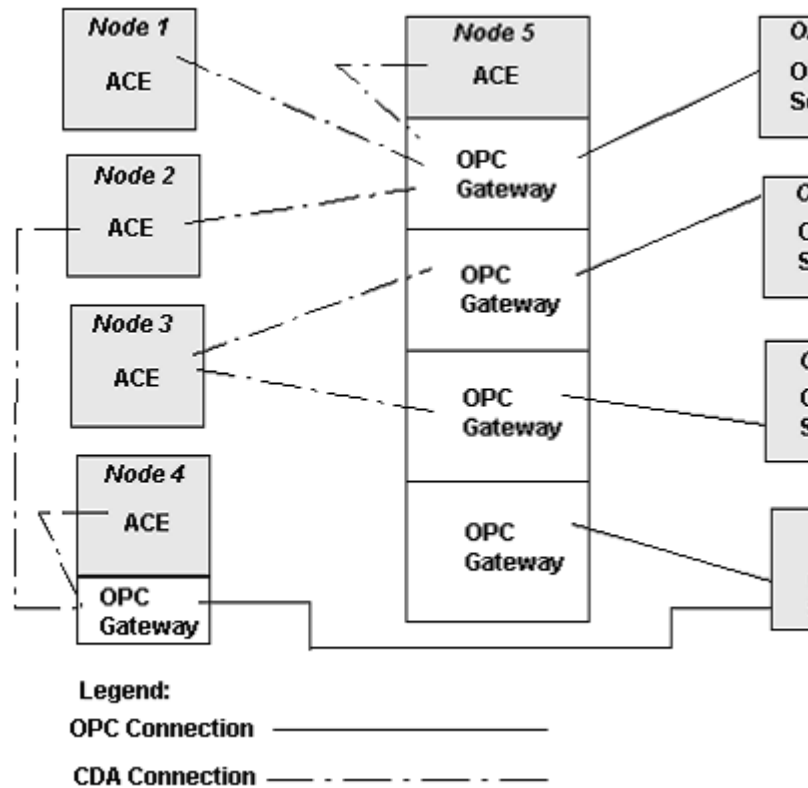 Node 1
ACE
Node 2
ACE
Node 3
ACE
Node 4
ACE
OPC
Gateway
Node 5
ACE
OPC
Gateway
OPC
Gateway
OPC
Gateway
OPC
Gateway
Legend:
OPC Connection
CDA Connection